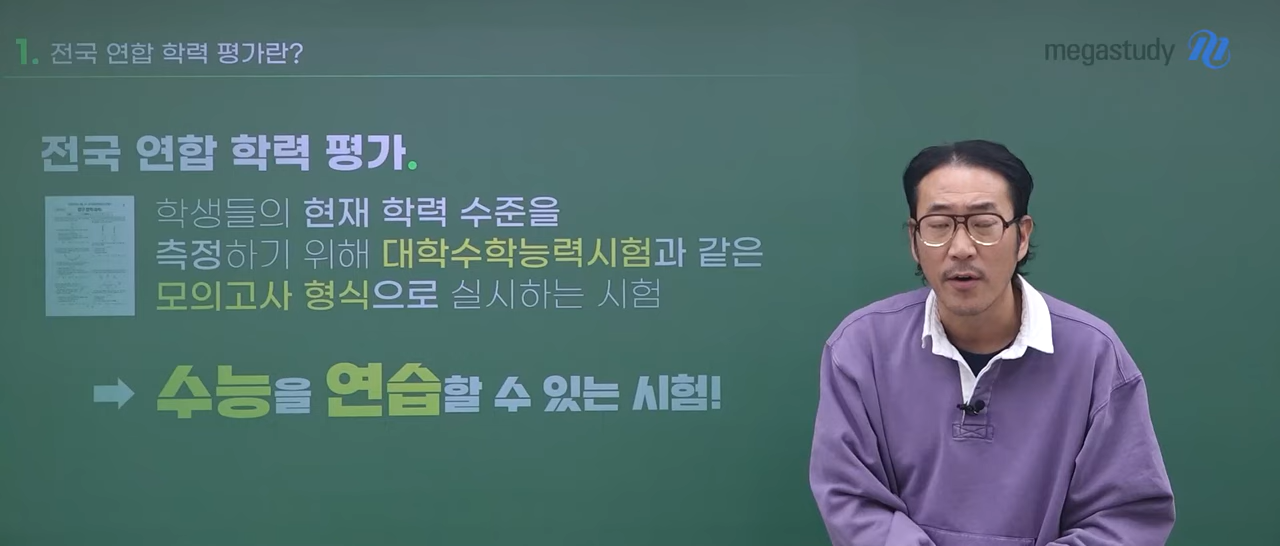 1. 전국 연합 학력 평가란?
megastudy
전국 연합 학력 평가.
학생들의 현재 학력 수준을
측정하기 위해 대학수학능력시험과 같은
모의고사 형식으로 실시하는 시험
➡ 수능을 연습할 수 있는 시험!